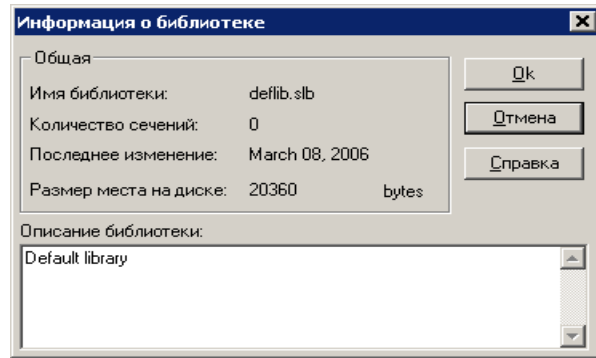 Информация о библиотеке
Общая
Имя библиотеки: deflib.slb
Количество сечений: 0
Последнее изменение: March 08, 2006
Размер места на диске: 20360 bytes
Ok
Отмена
Справка
Описание библиотеки:
Default library